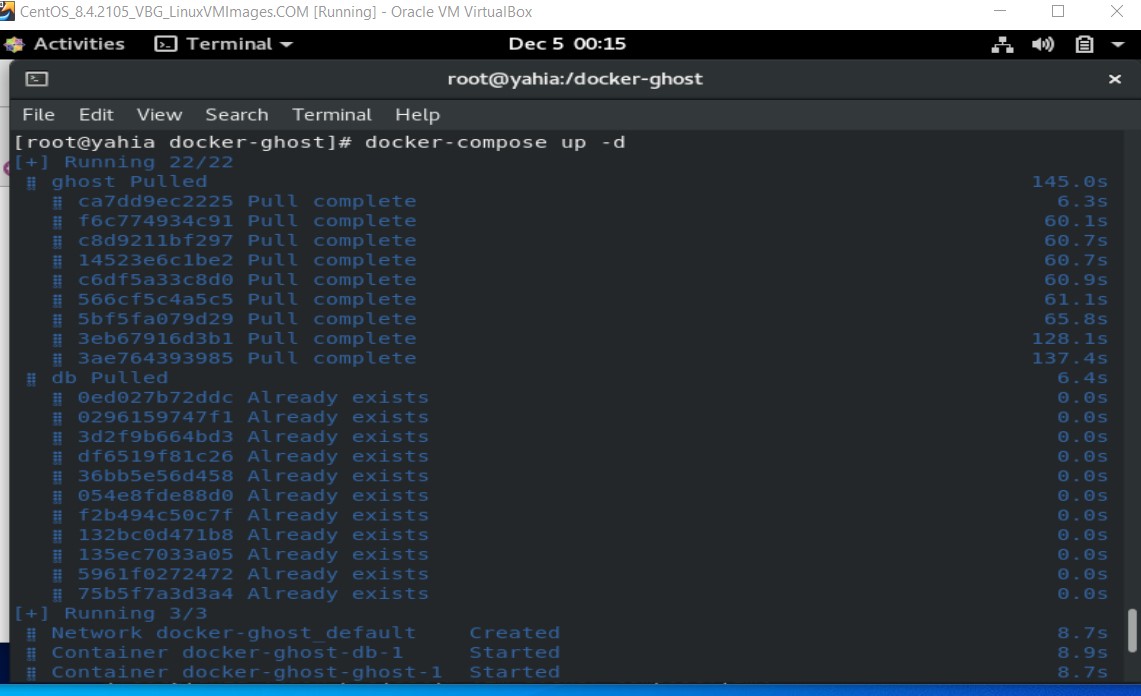 CentOS_8.4.2105_VBG_LinuxVMImages.COM [Running] - Oracle VM VirtualBox
Activities Terminal Dec 5 00:15
root@yahia:/docker-ghost
File Edit View Search Terminal Help
[root@yahia docker-ghost]# docker-compose up -d
[+] Running 22/22
ghost Pulled 145.0s
ca7dd9ec2225 Pull complete 6.3s
f6c774934c91 Pull complete 60.1s
c8d9211bf297 Pull complete 60.7s
14523e6c1be2 Pull complete 60.7s
c6df5a33c8d0 Pull complete 60.9s
566cf5c4a5c5 Pull complete 61.1s
5bf5fa079d29 Pull complete 65.8s
3eb67916d3b1 Pull complete 128.1s
3ae764393985 Pull complete 137.4s
db Pulled 6.4s
0ed027b72ddc Already exists 0.0s
0296159747f1 Already exists 0.0s
3d2f9b664bd3 Already exists 0.0s
df6519f81c26 Already exists 0.0s
36bb5e56d458 Already exists 0.0s
054e8fde88d0 Already exists 0.0s
f2b494c50c7f Already exists 0.0s
132bc0d471b8 Already exists 0.0s
135ec7033a05 Already exists 0.0s
5961f0272472 Already exists 0.0s
75b5f7a3d3a4 Already exists 0.0s
[+] Running 3/3
Network docker-ghost_default Created 8.7s
Container docker-ghost-db-1 Started 8.9s
Container docker-ghost-ghost-1 Started 8.7s